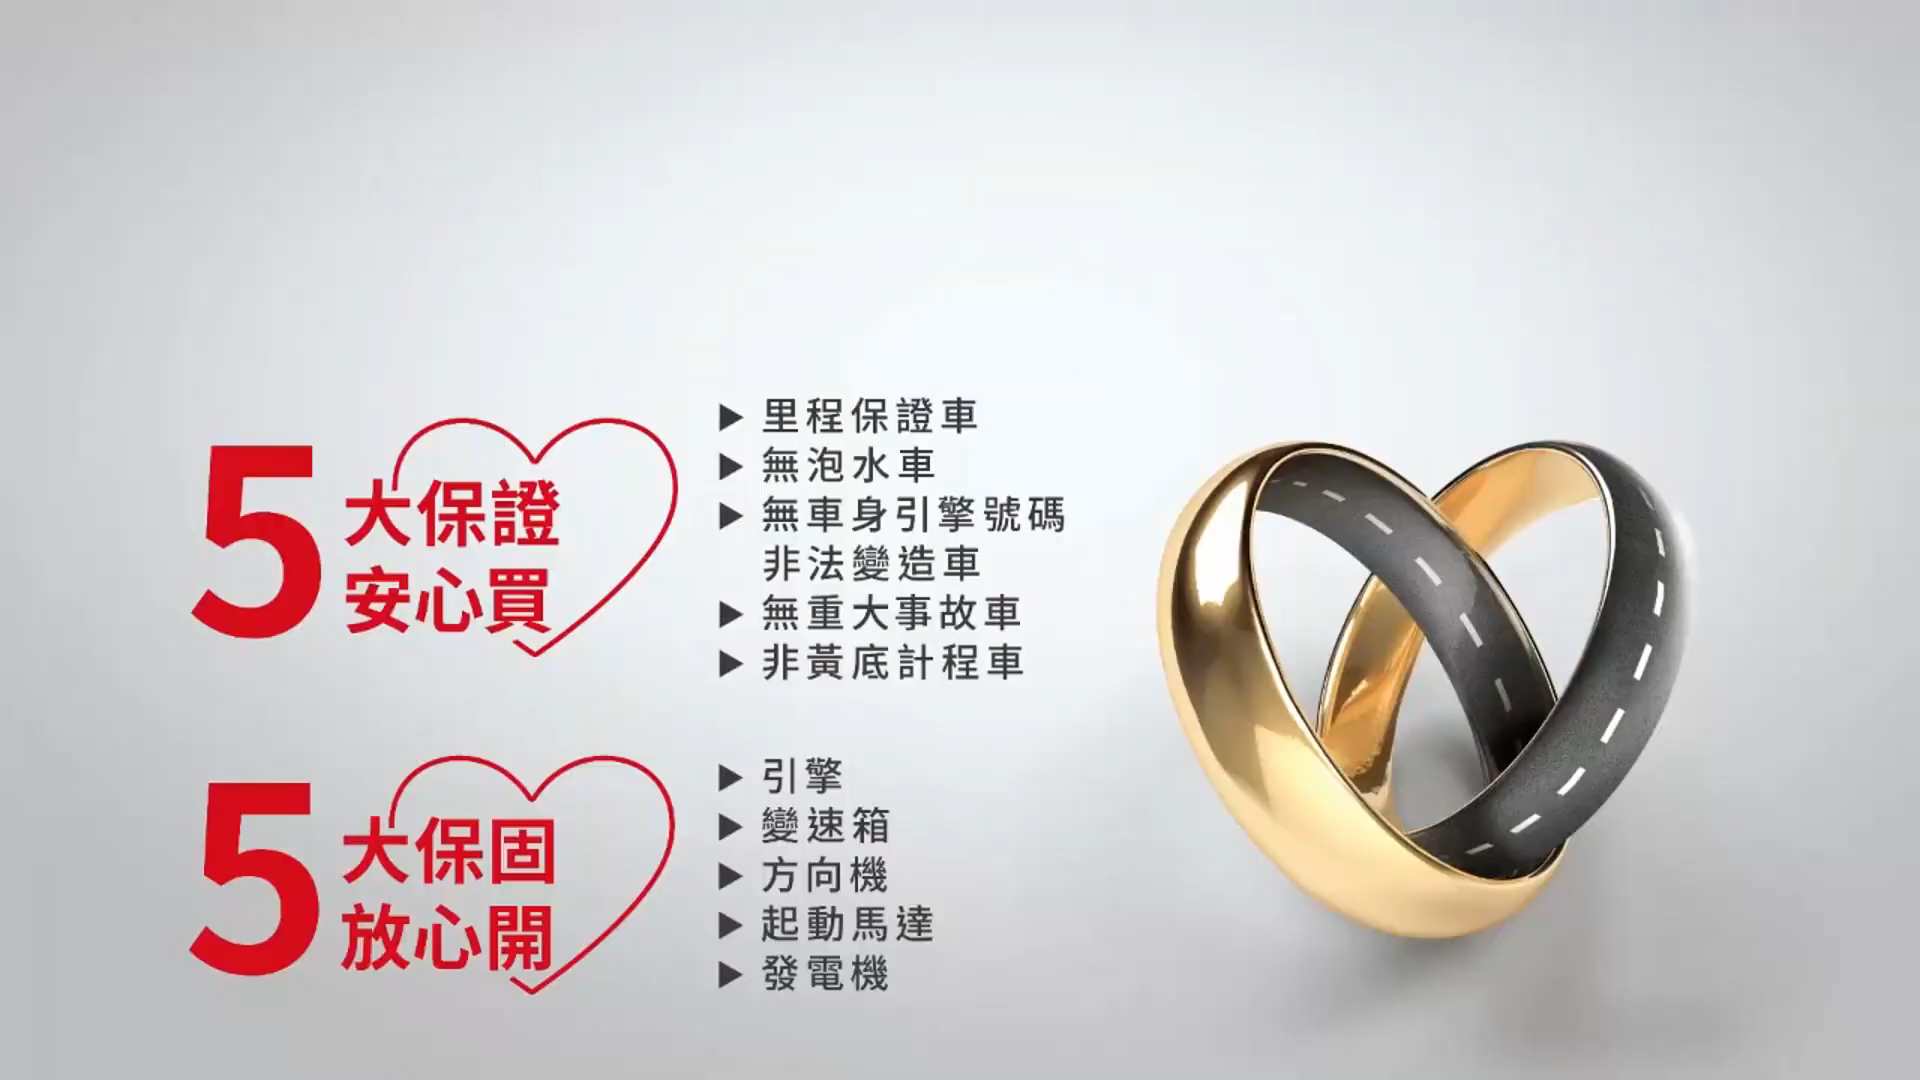 5大保證
安心買
▶ 里程保證車
▶ 無泡水車
▶ 無車身引擎號碼
非法變造車
▶ 無重大事故車
▶ 非黃底計程車
5大保固
放心開
▶ 引擎
▶ 變速箱
▶ 方向機
▶ 起動馬達
▶ 發電機